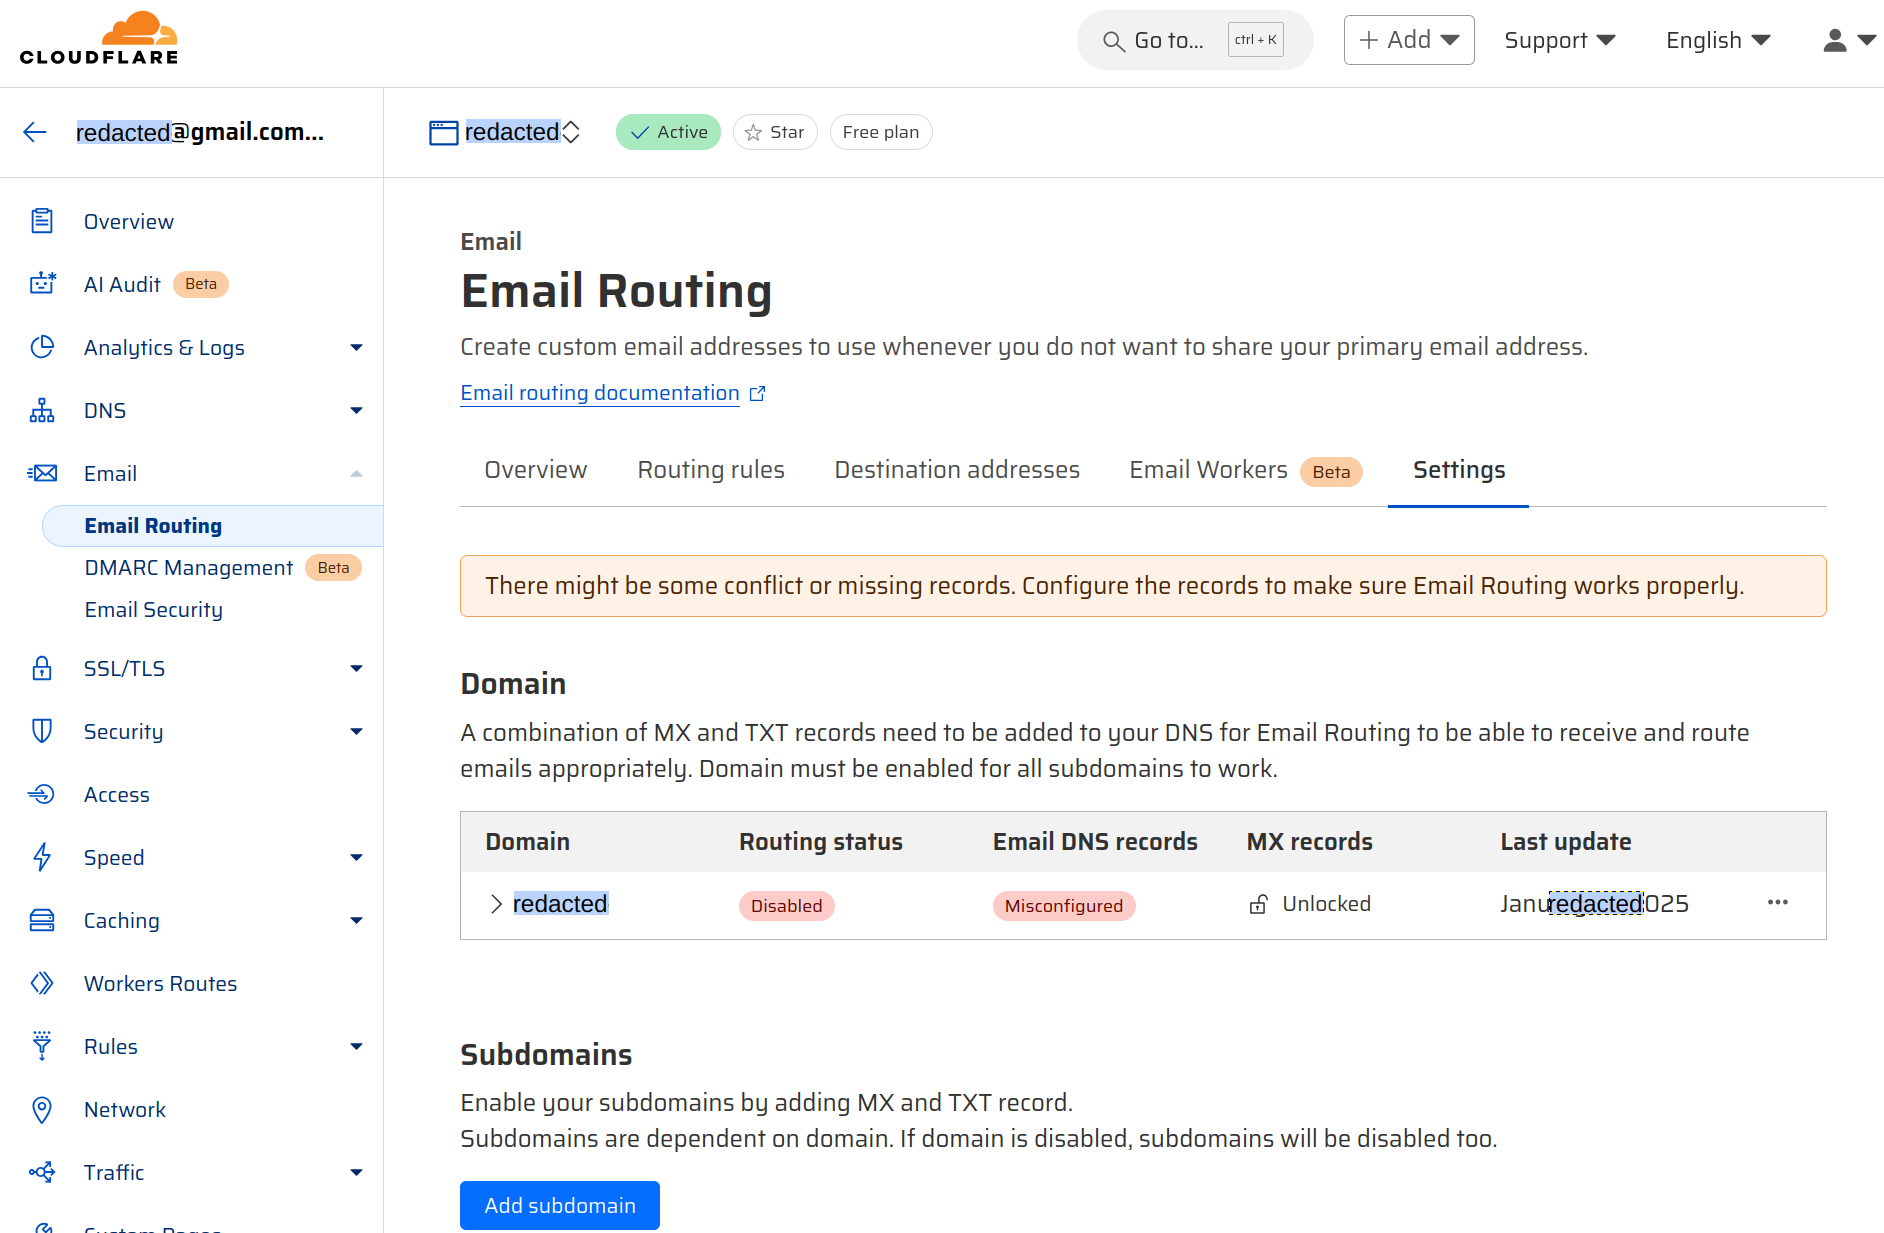 CLOUDFLARE
Go to... ctrl + K
+ Add
Support
English
redacted@gmail.com...
redacted
Active
Star
Free plan
Overview
AI Audit Beta
Analytics & Logs
DNS
Email
Email Routing
DMARC Management Beta
Email Security
SSL/TLS
Security
Access
Speed
Caching
Workers Routes
Rules
Network
Traffic
System Pages
Email
Email Routing
Create custom email addresses to use whenever you do not want to share your primary email address.
Email routing documentation
Overview Routing rules Destination addresses Email Workers Beta Settings
There might be some conflict or missing records. Configure the records to make sure Email Routing works properly.
Domain
A combination of MX and TXT records need to be added to your DNS for Email Routing to be able to receive and route
emails appropriately. Domain must be enabled for all subdomains to work.
Domain Routing status Email DNS records MX records Last update
redacted Disabled Misconfigured Unlocked Januredacted025
Subdomains
Enable your subdomains by adding MX and TXT record.
Subdomains are dependent on domain. If domain is disabled, subdomains will be disabled too.
Add subdomain